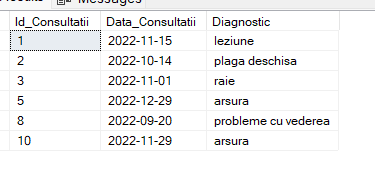 Messages
Id_Consultatii Data_Consultatii Diagnostic
1 2022-11-15 leziune
2 2022-10-14 plaga deschisa
3 2022-11-01 raie
5 2022-12-29 arsura
8 2022-09-20 probleme cu vederea
10 2022-11-29 arsura